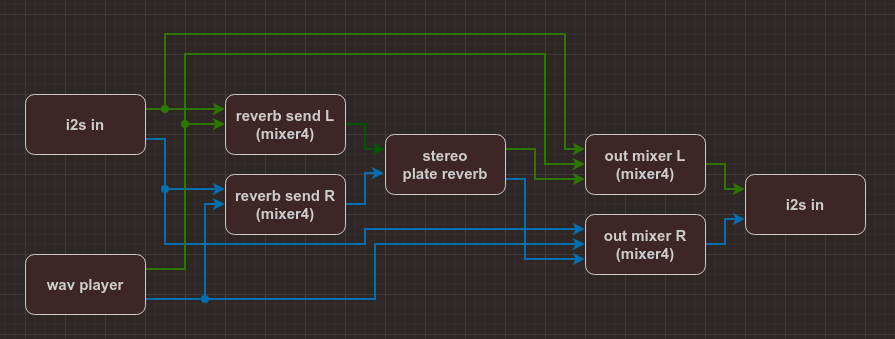 i2s in
reverb send L
(mixer4)
stereo
plate reverb
out mixer L
(mixer4)
i2s in
reverb send R
(mixer4)
out mixer R
(mixer4)
wav player